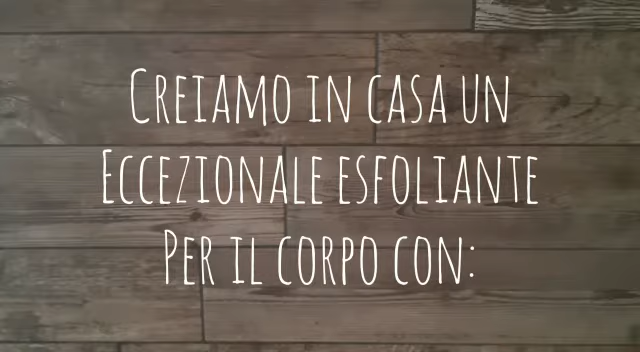 Creiamo in casa un
Eccezionale esfoliante
Per il corpo con: